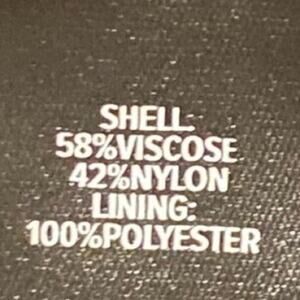 SHELL:
58%VISCOSE
42%NYLON
LINING:
100%POLYESTER